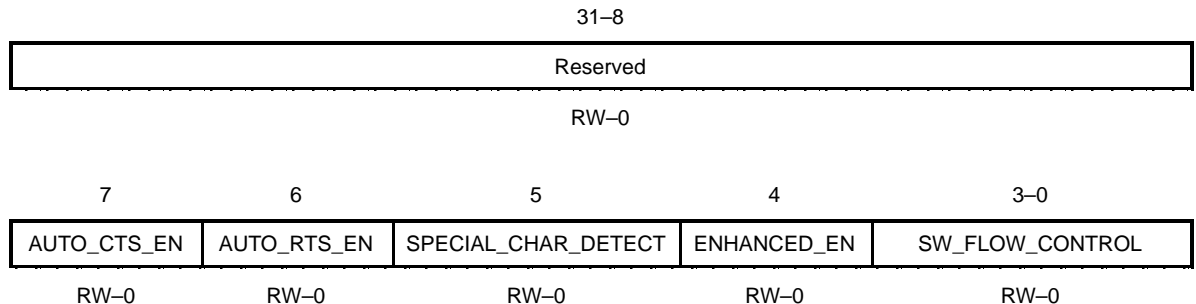 31–8
Reserved
RW–0
7 6 5 4 3–0
AUTO_CTS_EN AUTO_RTS_EN SPECIAL_CHAR_DETECT ENHANCED_EN SW_FLOW_CONTROL
RW–0 RW–0 RW–0 RW–0 RW–0